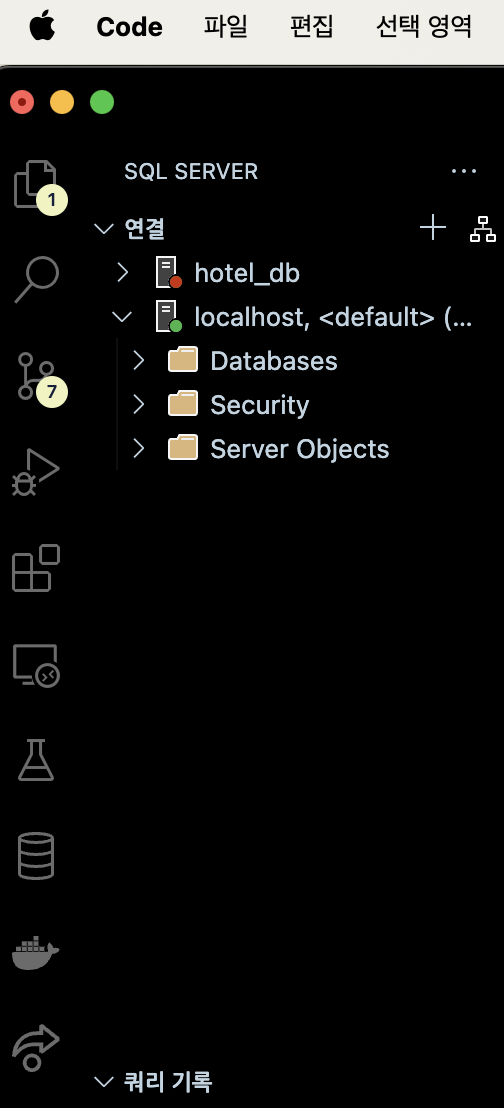 Code 파일 편집 선택 영역
SQL SERVER ...
1
연결
hotel_db
localhost, <default> (...
Databases
7
Security
Server Objects
쿼리 기록